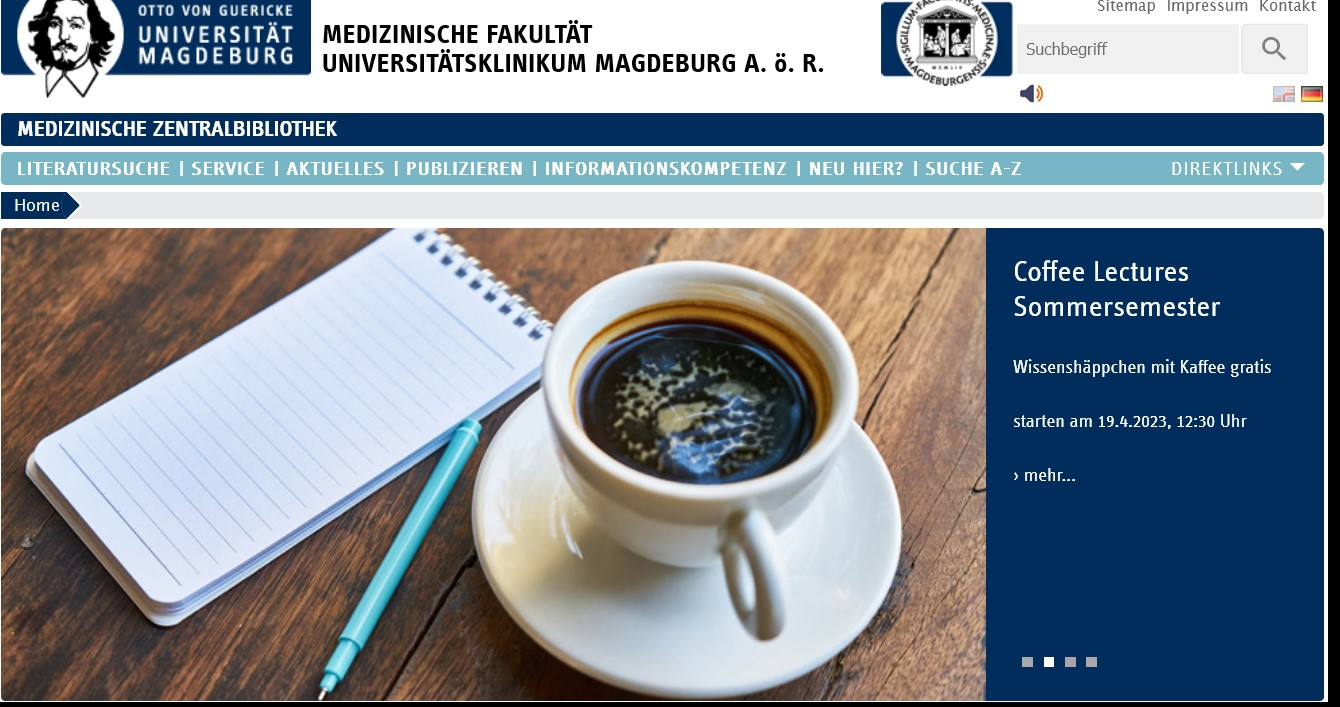 Sitemap Impressum Kontakt
OTTO VON GUERICKE
UNIVERSITÄT
MAGDEBURG
MEDIZINISCHE FAKULTÄT
UNIVERSITÄTSKLINIKUM MAGDEBURG A. ö. R.
Suchbegriff
MEDIZINISCHE ZENTRALBIBLIOTHEK
LITERATURSUCHE | SERVICE | AKTUELLES | PUBLIZIEREN | INFORMATIONSKOMPETENZ | NEU HIER? | SUCHE A-Z DIREKTLINKS
Home
Coffee Lectures
Sommersemester
Wissenshäppchen mit Kaffee gratis
starten am 19.4.2023, 12:30 Uhr
› mehr...